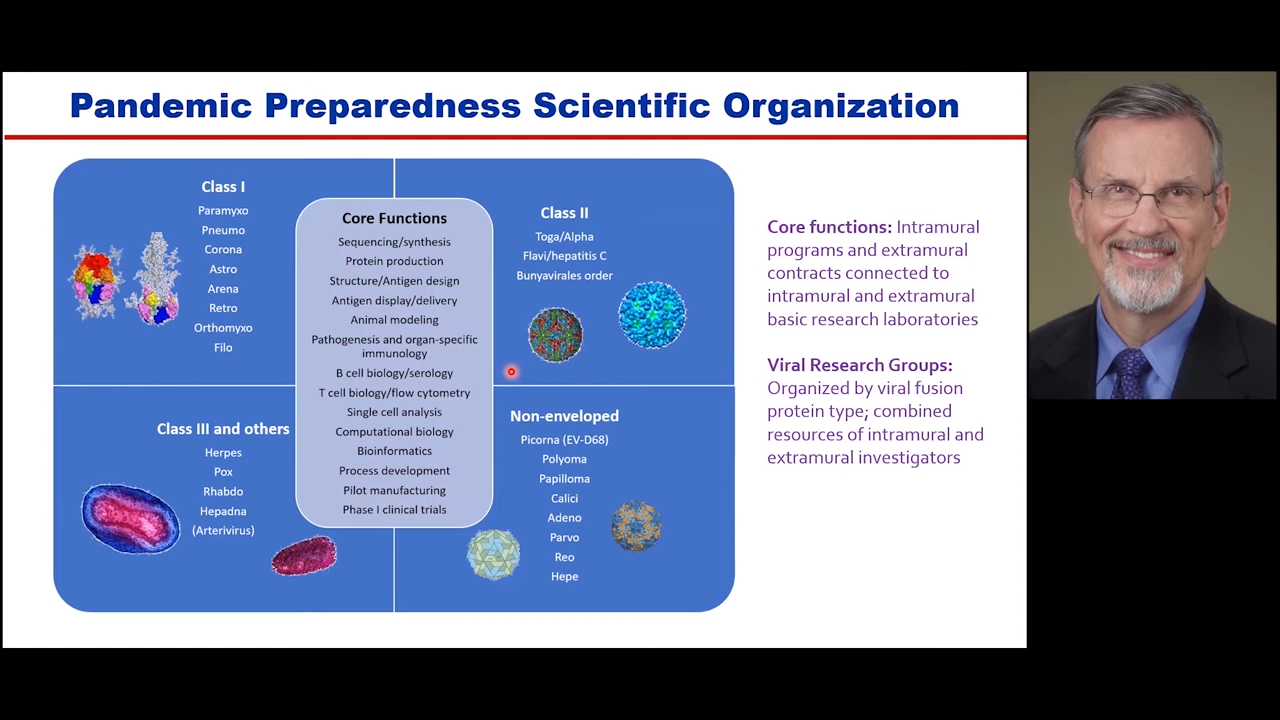 Pandemic Preparedness Scientific Organization
Class I
Paramyxo
Pneumo
Corona
Astro
Arena
Retro
Orthomyxo
Filo
Core Functions
Sequencing/synthesis
Protein production
Structure/Antigen design
Antigen display/delivery
Animal modeling
Pathogenesis and organ-specific
immunology
B cell biology/serology
T cell biology/flow cytometry
Single cell analysis
Computational biology
Bioinformatics
Process development
Pilot manufacturing
Phase I clinical trials
Class II
Toga/Alpha
Flavi/hepatitis C
Bunyavirales order
Class III and others
Herpes
Pox
Rhabdo
Hepadna
(Arterivirus)
Non-enveloped
Picorna (EV-D68)
Polyoma
Papilloma
Calici
Adeno
Parvo
Reo
Hepe
Core functions: Intramural
programs and extramural
contracts connected to
intramural and extramural
basic research laboratories
Viral Research Groups:
Organized by viral fusion
protein type; combined
resources of intramural and
extramural investigators